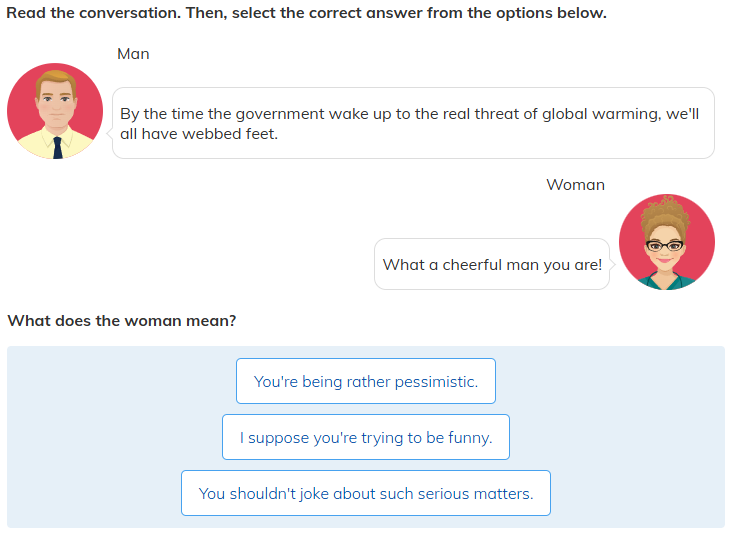 Read the conversation. Then, select the correct answer from the options below.
Man
By the time the government wake up to the real threat of global warming, we'll
all have webbed feet.
Woman
What a cheerful man you are!
What does the woman mean?
You're being rather pessimistic.
I suppose you're trying to be funny.
You shouldn't joke about such serious matters.